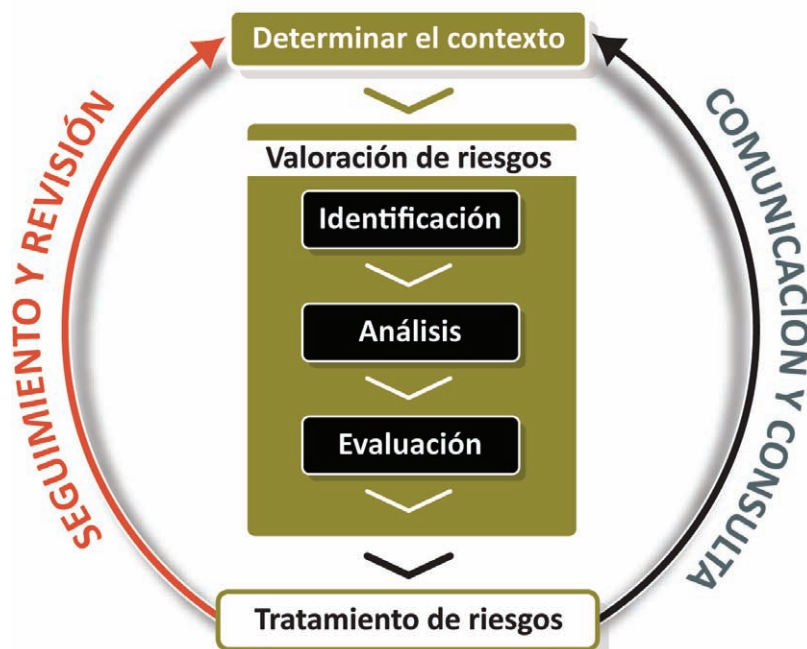 Determinar el contexto
Valoración de riesgos
Identificación
Análisis
Evaluación
Tratamiento de riesgos
SEGUIMIENTO Y REVISIÓN
COMUNICACIÓN Y CONSULTA